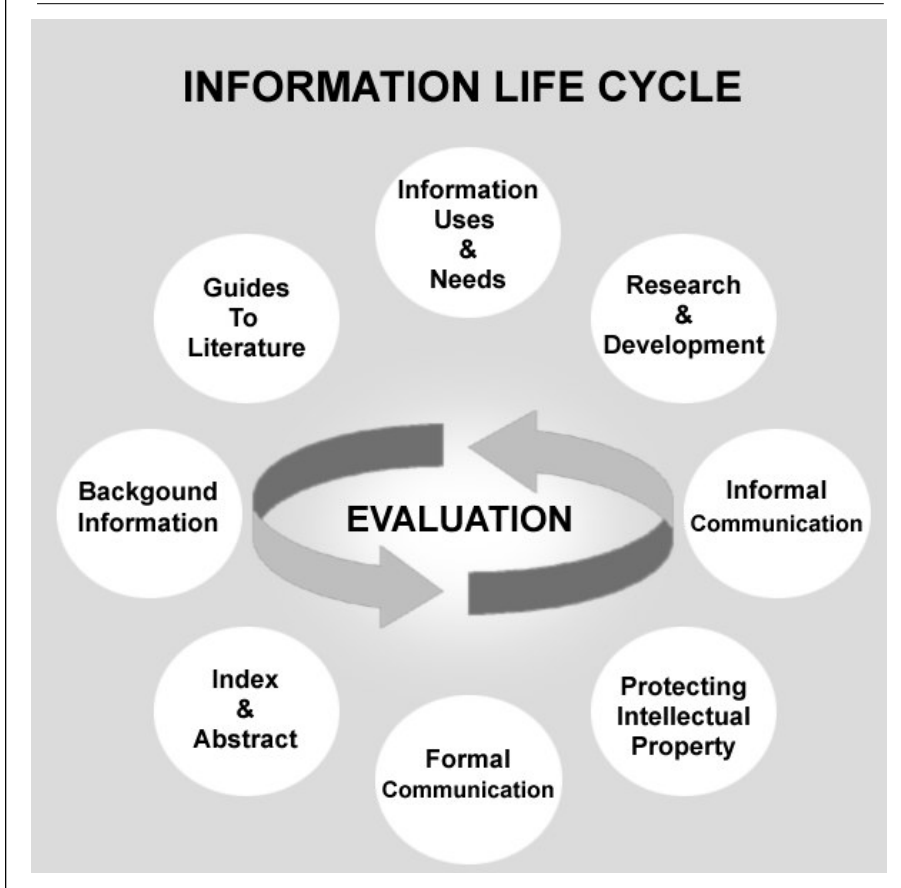 INFORMATION LIFE CYCLE
Information
Uses
&
Needs
Research
&
Development
Informal
Communication
Protecting
Intellectual
Property
Formal
Communication
Index
&
Abstract
Backgound
Information
Guides
To
Literature
EVALUATION